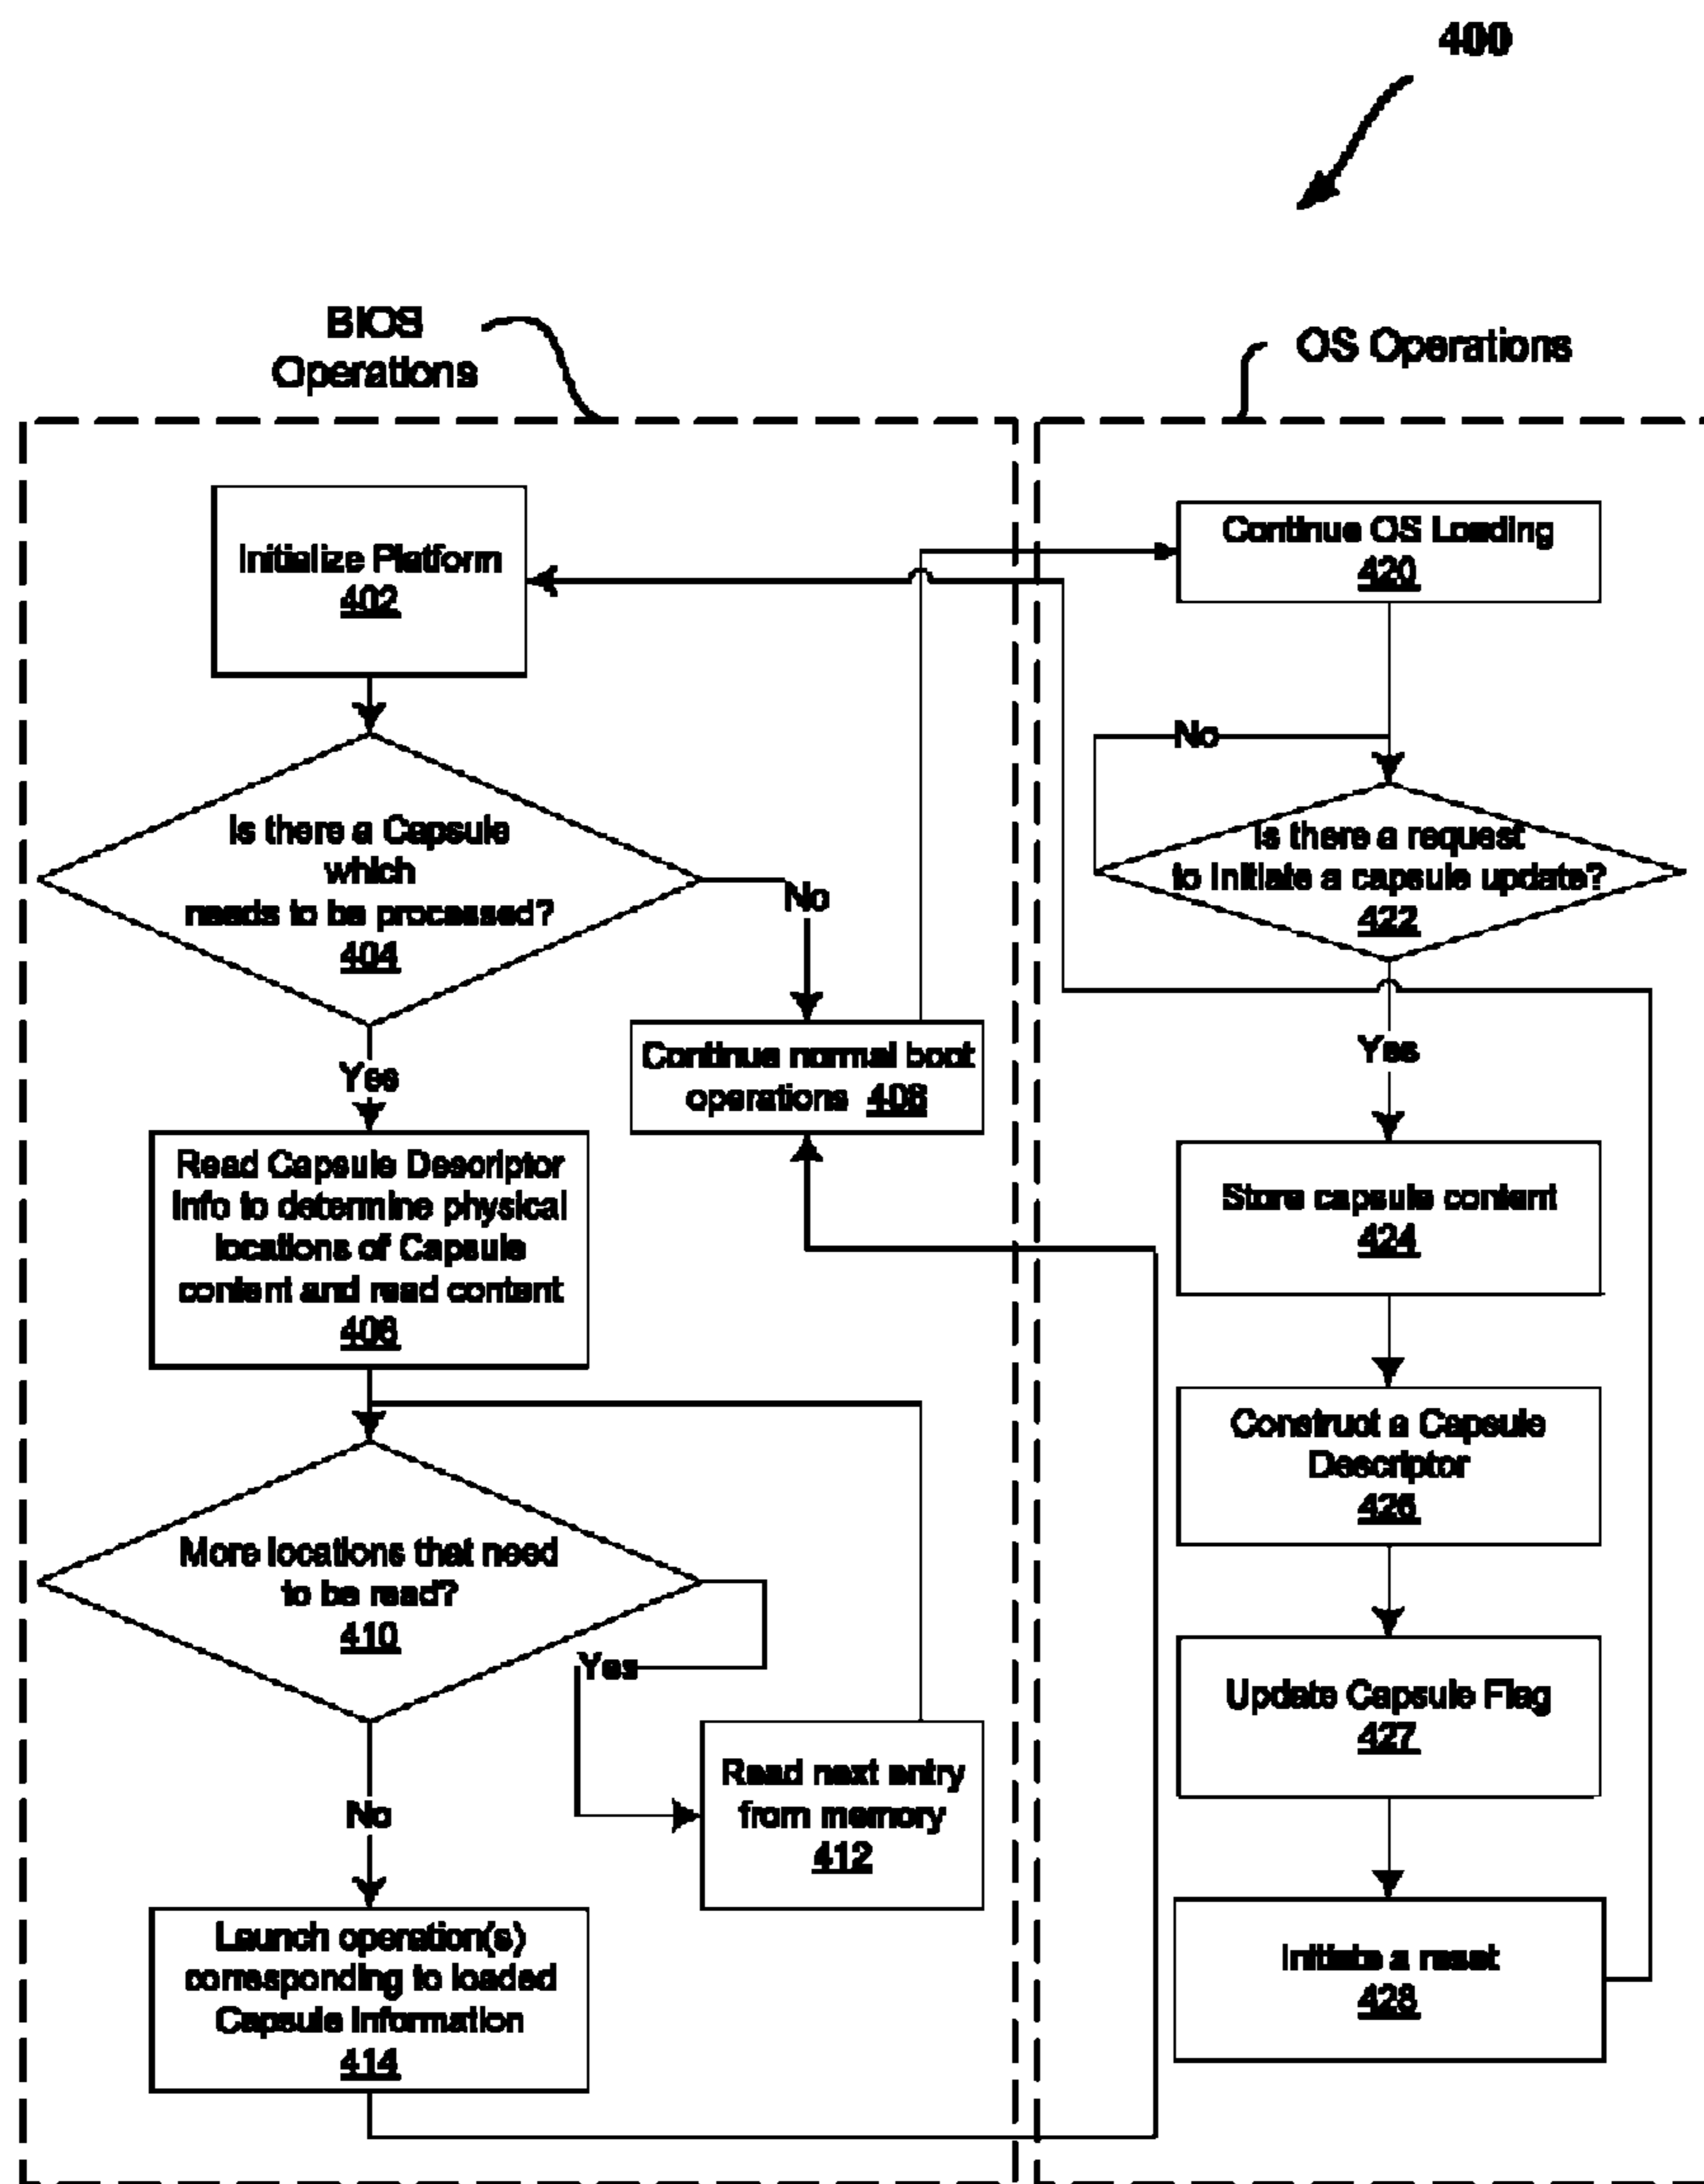 400
BIOS
Operations
OS Operations
Initialize Platform
402
Is there a Capsule
which
needs to be processed?
404
No
Yes
Continue normal boot
operations 408
Read Capsule Descriptor
Info to determine physical
locations of Capsule
content and read content
406
More locations that need
to be read?
410
Yes
No
Read next entry
from memory
412
Launch operation(s)
corresponding to loaded
Capsule Information
414
Continue OS Loading
420
No
Is there a request
to Initiate a capsule update?
422
Yes
Store capsule content
424
Construct a Capsule
Descriptor
426
Update Capsule Flag
427
Initiate a reset
428